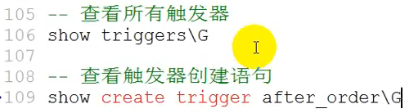 105 -- 查看所有触发器
106 show triggers\G
107
108 -- 查看触发器创建语句
109 show create trigger after_order\G